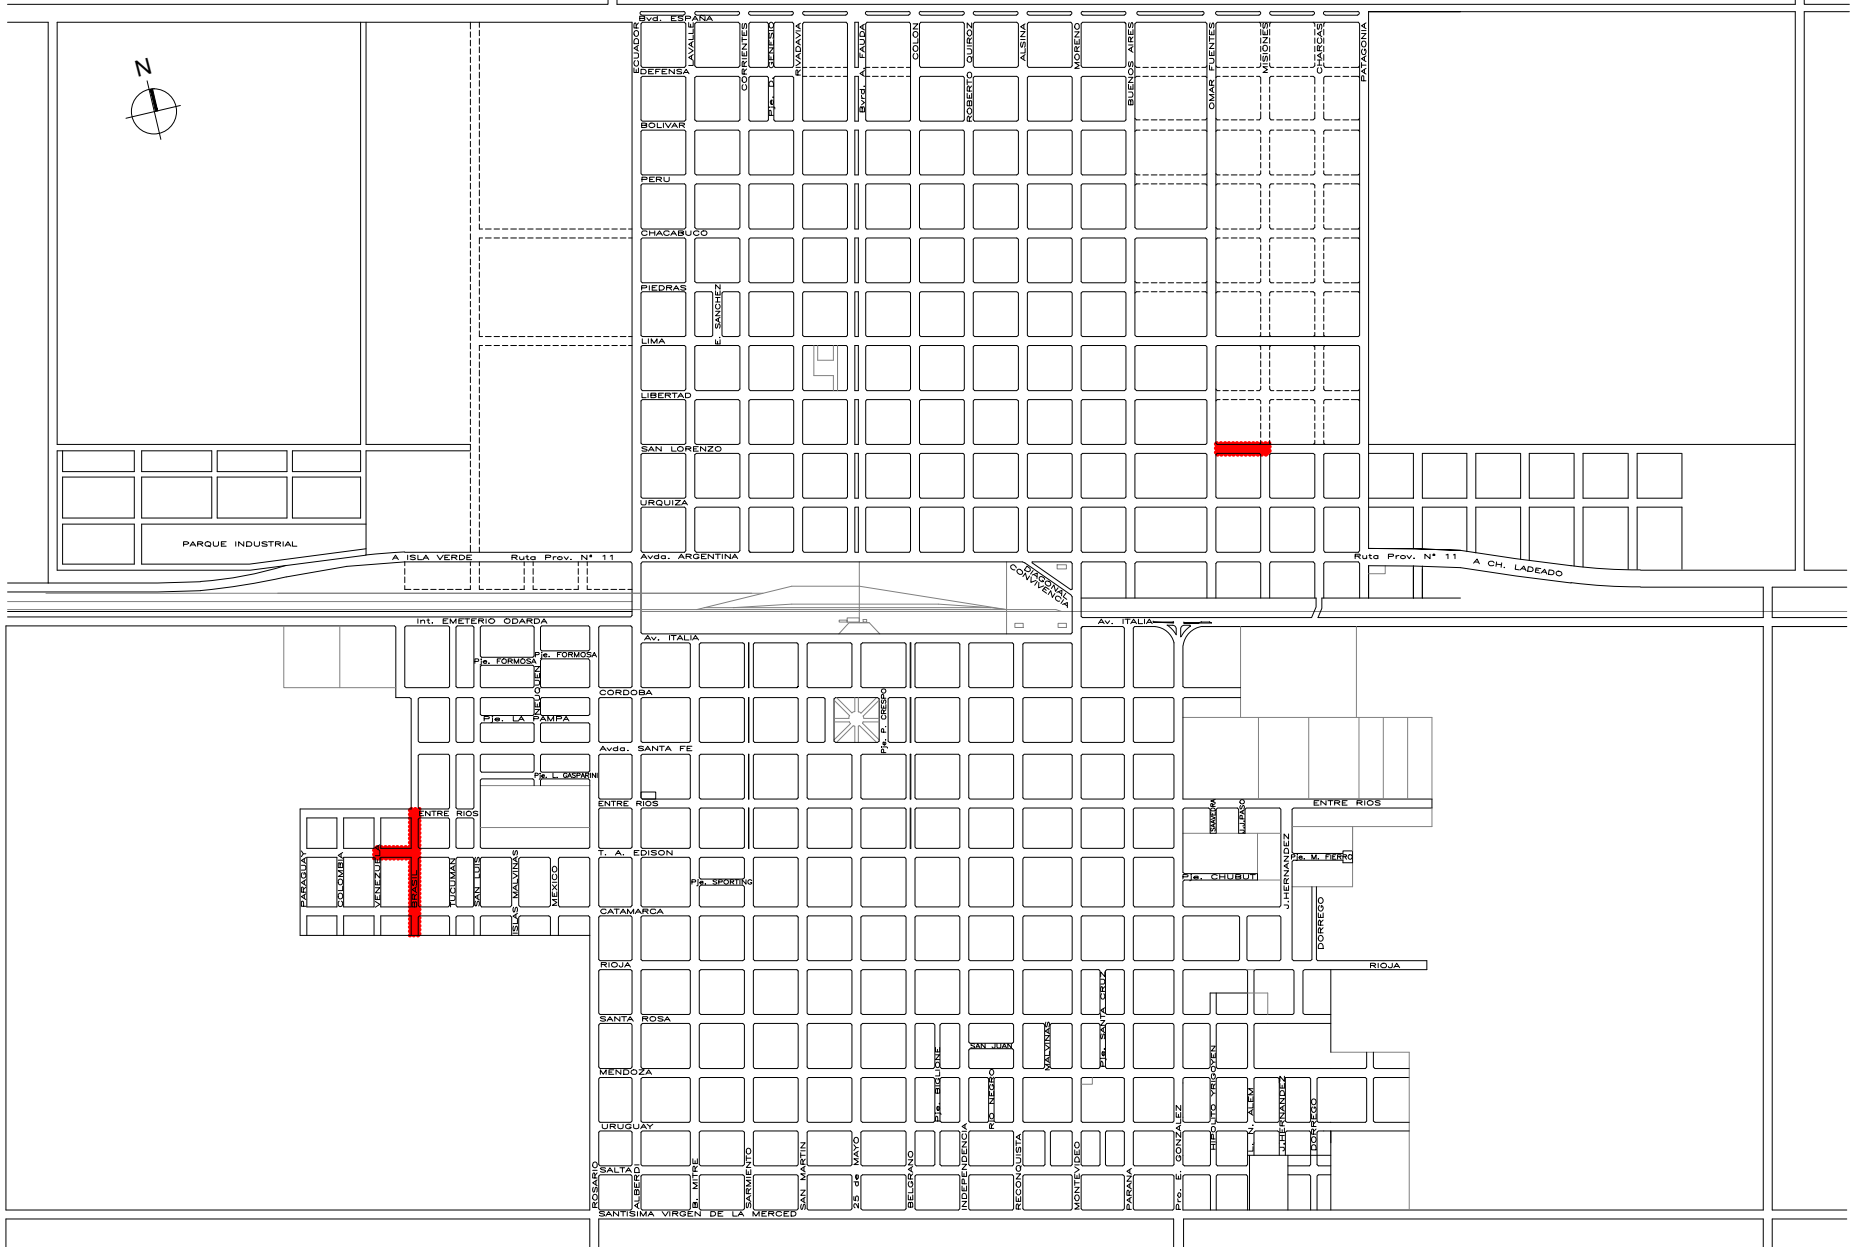 Bvd. ESPAÑA
N
ECUADOR
LAVALLE
CORRIENTES
Pje. D. GENESIO
RIVADAVIA
Bvrd. A. FAUDA
COLON
ROBERTO QUIROZ
ALSINA
MORENO
BUENOS AIRES
OMAR FUENTES
MISIONES
CHARCAS
PATAGONIA
DEFENSA
BOLIVAR
PERU
CHACABUCO
PIEDRAS
E. SANCHEZ
LIMA
LIBERTAD
SAN LORENZO
URQUIZA
PARQUE INDUSTRIAL
A ISLA VERDE
Ruta Prov. N° 11
Avda. ARGENTINA
Ruta Prov. N° 11
A CH. LADEADO
DIAGONAL
CONVIVENCIA
Int. EMETERIO ODARDA
Av. ITALIA
Av. ITALIA
Pje. FORMOSA
Pje. FORMOSA
NEUQUEN
CORDOBA
Pje. P. CRESPO
Pje. LA PAMPA
Avda. SANTA FE
Pje. L. GASPARINI
ENTRE RIOS
ENTRE RIOS
SAAVEDRA
J.J.PASO
ENTRE RIOS
T. A. EDISON
J.HERNANDEZ
Pje. M. FIERRO
PARAGUAY
COLOMBIA
VENEZUELA
BRASIL
TUCUMAN
SAN LUIS
ISLAS MALVINAS
MEXICO
Pje. SPORTING
Pje. CHUBUT
CATAMARCA
DORREGO
RIOJA
RIOJA
Pje. SANTA CRUZ
SANTA ROSA
SAN JUAN
MALVINAS
MENDOZA
Pje. BIGLIONE
RIO NEGRO
HIPOLITO YRIGOYEN
L. N. ALEM
J.HERNANDEZ
DORREGO
URUGUAY
SALTA
ROSARIO
ALBERDI
B. MITRE
SARMIENTO
SAN MARTIN
25 de MAYO
BELGRANO
INDEPENDENCIA
RECONQUISTA
MONTEVIDEO
PARANA
Pro. E. GONZALEZ
SANTISIMA VIRGEN DE LA MERCED